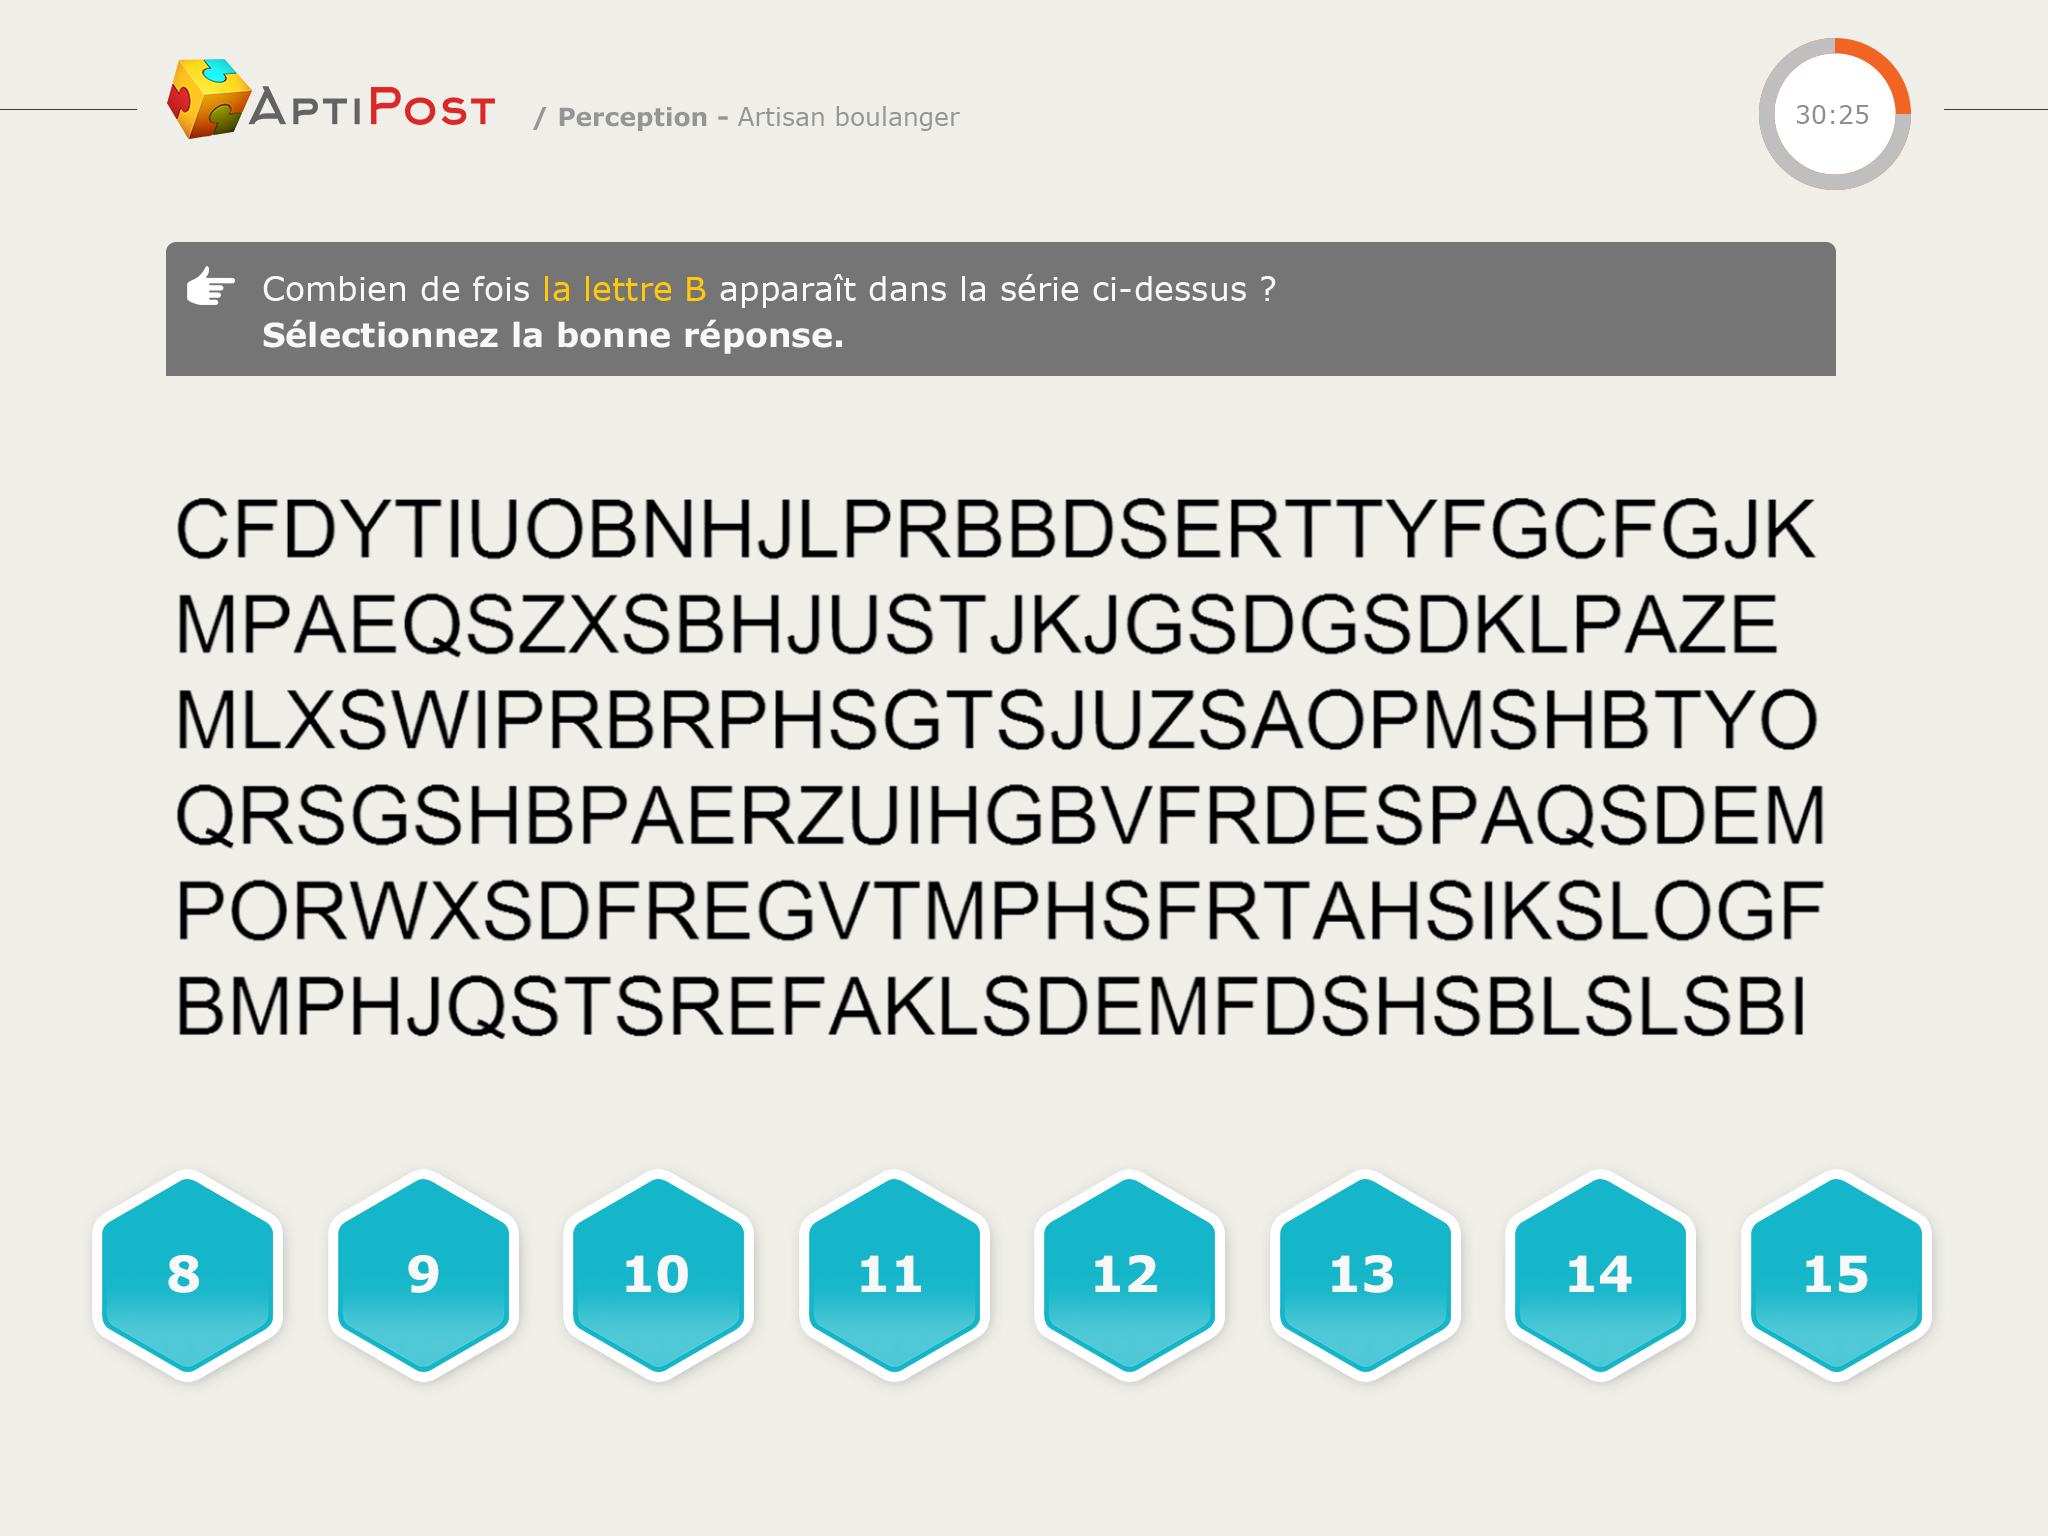 APTIPOST / Perception - Artisan boulanger
30:25
Combien de fois la lettre B apparaît dans la série ci-dessus ?
Sélectionnez la bonne réponse.
CFDYTIUOBNHJLPRBBDSERTTYFGCFGJK
MPAEQSZXSBHJUSTJKJGSDGSDKLPAZE
MLXSWIPRBRPHSGTSJUZSAOPMSHBTYO
QRSGSHBPAERZUIHGBVFRDESPAQSDEM
PORWXSDFREGVTMPHSFRTAHSIKSLOGF
BMPHJQSTSREFAKLSDEMFDSHSBLSLSBI
8 9 10 11 12 13 14 15